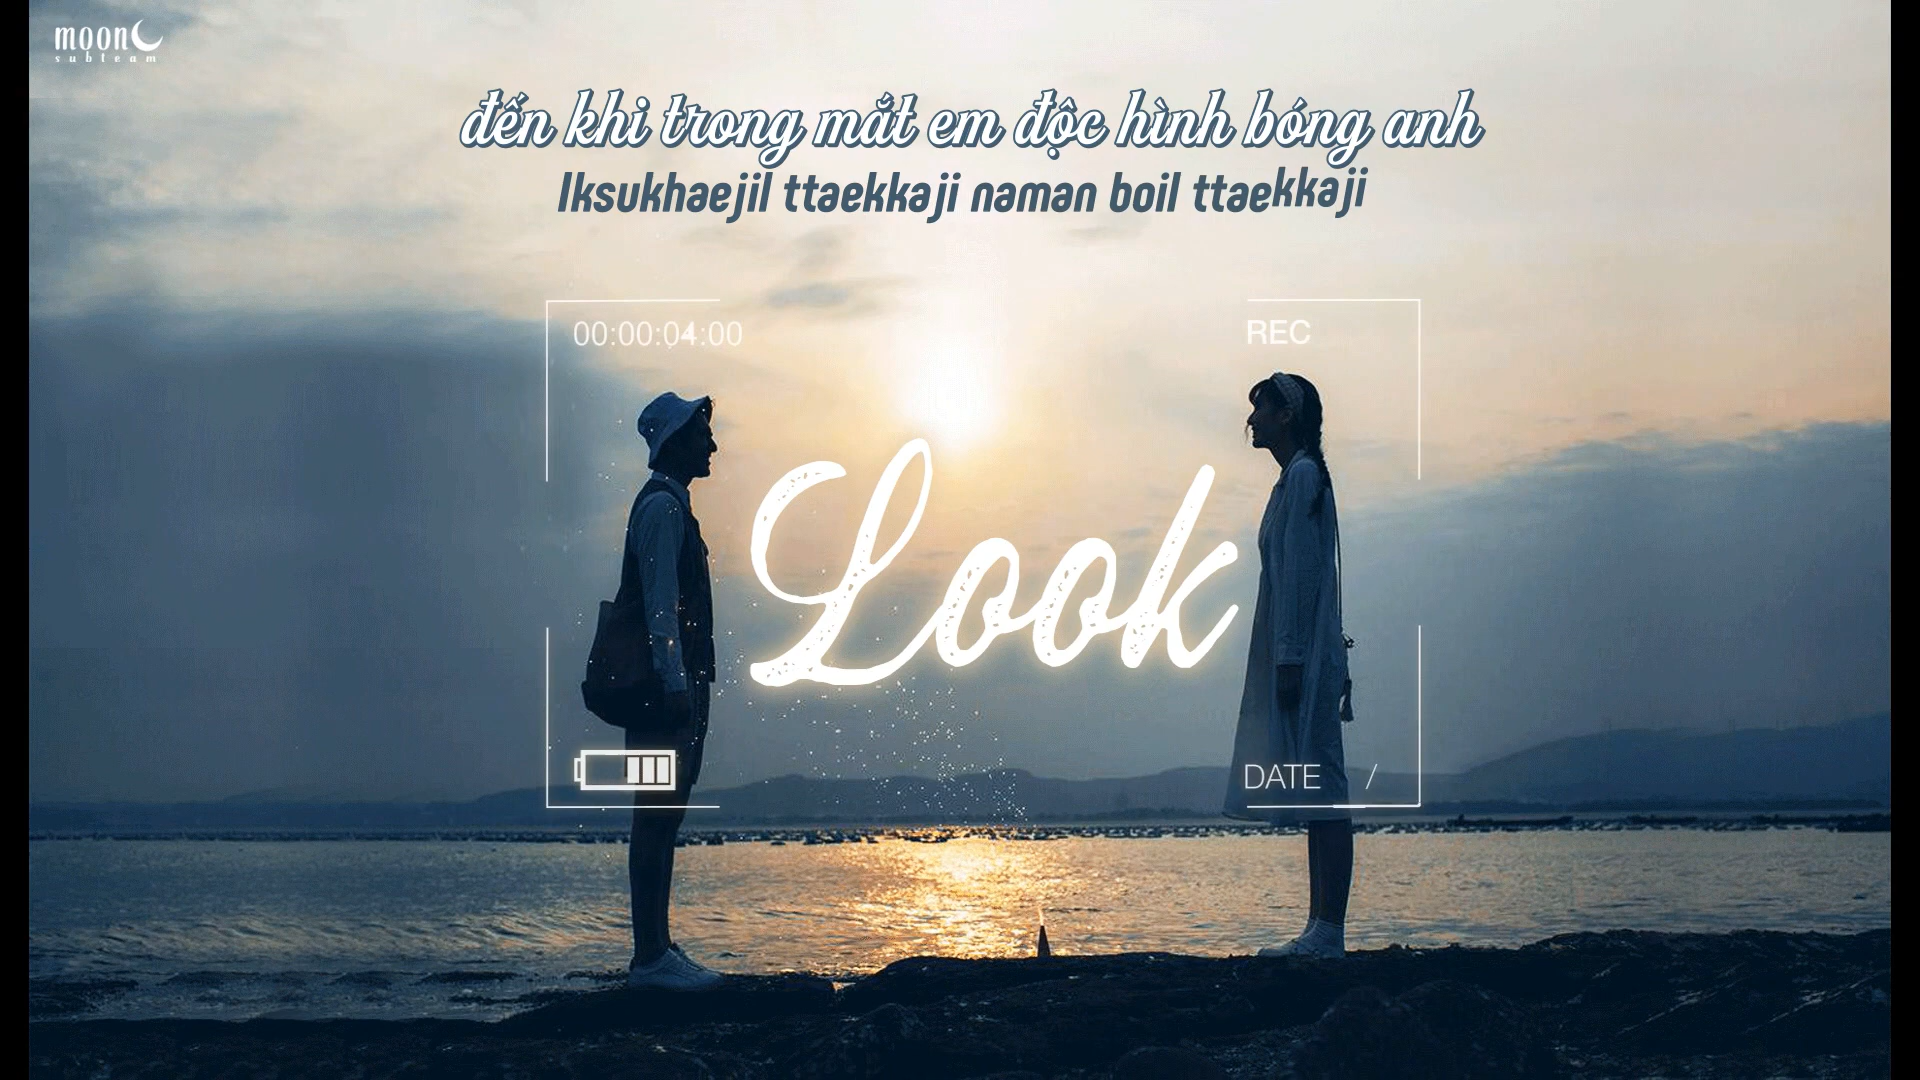 moon
subteam
đến khi trong mắt em độc hình bóng anh
Iksukhaejil ttaekkaji naman boil ttaekkaji
00:00:04:00
REC
Look
DATE /